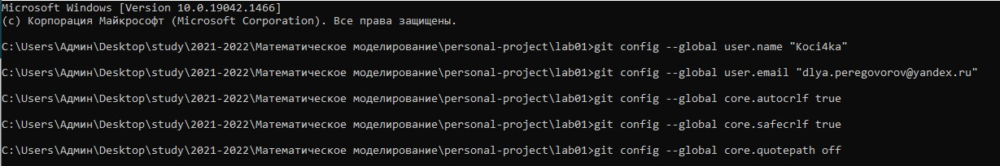 Microsoft Windows [Version 10.0.19042.1466]
(c) Корпорация Майкрософт (Microsoft Corporation). Все права защищены.
C:\Users\Админ\Desktop\study\2021-2022\Математическое моделирование\personal-project\lab01>git config --global user.name "Koci4ka"
C:\Users\Админ\Desktop\study\2021-2022\Математическое моделирование\personal-project\lab01>git config --global user.email "dlya.peregovorov@yandex.ru"
C:\Users\Админ\Desktop\study\2021-2022\Математическое моделирование\personal-project\lab01>git config --global core.autocrlf true
C:\Users\Админ\Desktop\study\2021-2022\Математическое моделирование\personal-project\lab01>git config --global core.safecrlf true
C:\Users\Админ\Desktop\study\2021-2022\Математическое моделирование\personal-project\lab01>git config --global core.quotepath off